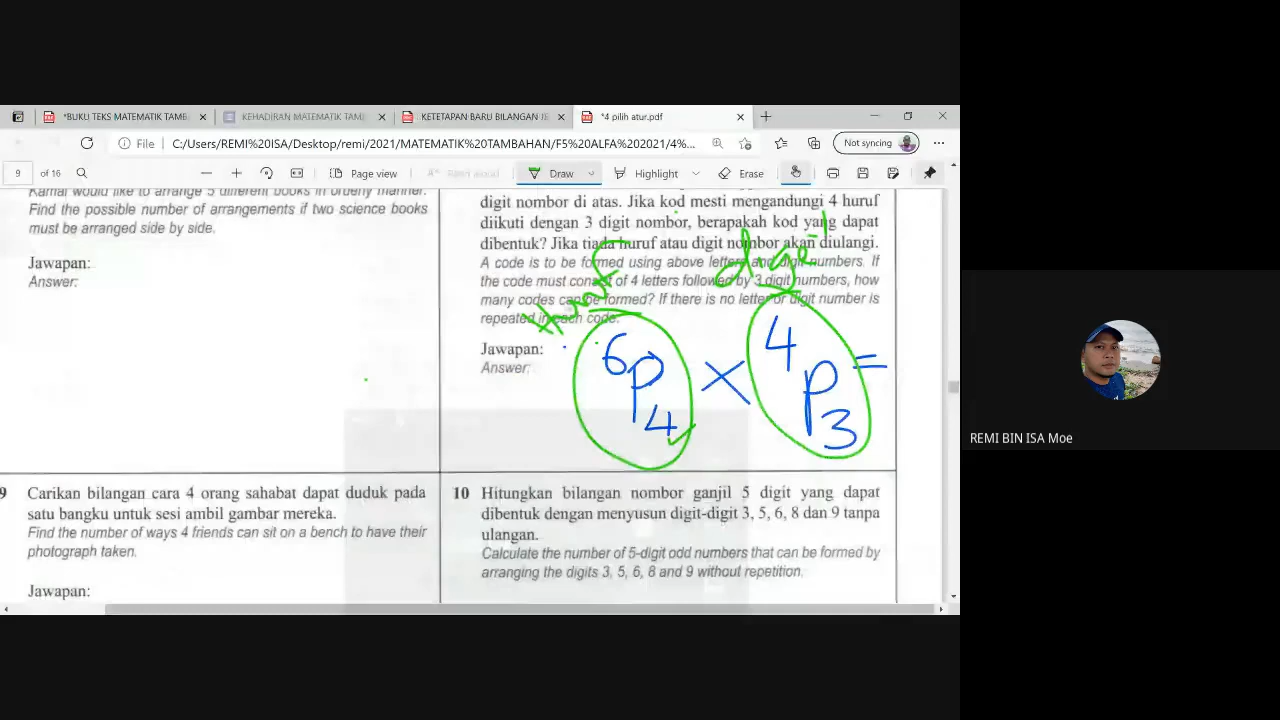 *BUKU TEKS MATEMATIK TAMB
KEHADIRAN MATEMATIK TAM
KETETAPAN BARU BILANGAN JE
*4 pilih atur.pdf
File
C:/Users/REMI%20ISA/Desktop/remi/2021/MATEMATIK%20TAMBAHAN/F5%20ALFA%202021/4%...
Not syncing
9 of 16
Page view
Read aloud
Draw
Highlight
Erase
Kamal would like to arrange 5 different books in orderly manner.
Find the possible number of arrangements if two science books
must be arranged side by side.
Jawapan:
Answer:
digit nombor di atas. Jika kod mesti mengandungi 4 huruf
diikuti dengan 3 digit nombor, berapakah kod yang dapat
dibentuk? Jika tiada huruf atau digit nombor akan diulangi.
A code is to be formed using above letters and digit numbers. If
the code must consist of 4 letters followed by 3 digit numbers, how
many codes can be formed? If there is no letter or digit number is
repeated in each code.
Jawapan:
Answer:
Huruf
6P4 × 4P3 =
9 Carikan bilangan cara 4 orang sahabat dapat duduk pada
satu bangku untuk sesi ambil gambar mereka.
Find the number of ways 4 friends can sit on a bench to have their
photograph taken.
Jawapan:
10 Hitungkan bilangan nombor ganjil 5 digit yang dapat
dibentuk dengan menyusun digit-digit 3, 5, 6, 8 dan 9 tanpa
ulangan.
Calculate the number of 5-digit odd numbers that can be formed by
arranging the digits 3, 5, 6, 8 and 9 without repetition.
REMI BIN ISA Moe